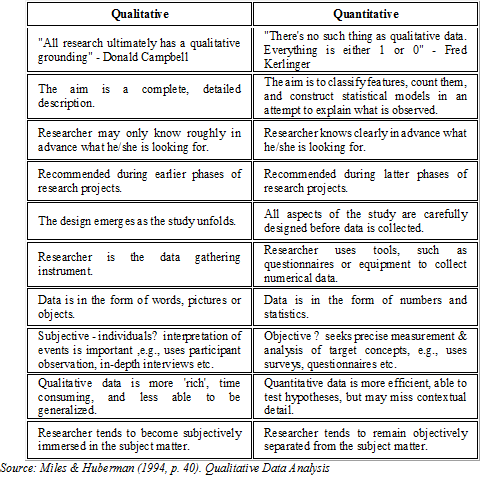 Qualitative
Quantitative
"All research ultimately has a qualitative
grounding" - Donald Campbell
"There's no such thing as qualitative data.
Everything is either 1 or 0" - Fred
Kerlinger
The aim is a complete, detailed
description.
The aim is to classify features, count them,
and construct statistical models in an
attempt to explain what is observed.
Researcher may only know roughly in
advance what he/she is looking for.
Researcher knows clearly in advance what
he/she is looking for.
Recommended during earlier phases of
research projects.
Recommended during latter phases of
research projects.
The design emerges as the study unfolds.
All aspects of the study are carefully
designed before data is collected.
Researcher is the data gathering
instrument.
Researcher uses tools, such as
questionnaires or equipment to collect
numerical data.
Data is in the form of words, pictures or
objects.
Data is in the form of numbers and
statistics.
Subjective - individuals? interpretation of
events is important ,e.g., uses participant
observation, in-depth interviews etc.
Objective ? seeks precise measurement &
analysis of target concepts, e.g., uses
surveys, questionnaires etc.
Qualitative data is more 'rich', time
consuming, and less able to be
generalized.
Quantitative data is more efficient, able to
test hypotheses, but may miss contextual
detail.
Researcher tends to become subjectively
immersed in the subject matter.
Researcher tends to remain objectively
separated from the subject matter.
Source: Miles & Huberman (1994, p. 40). Qualitative Data Analysis